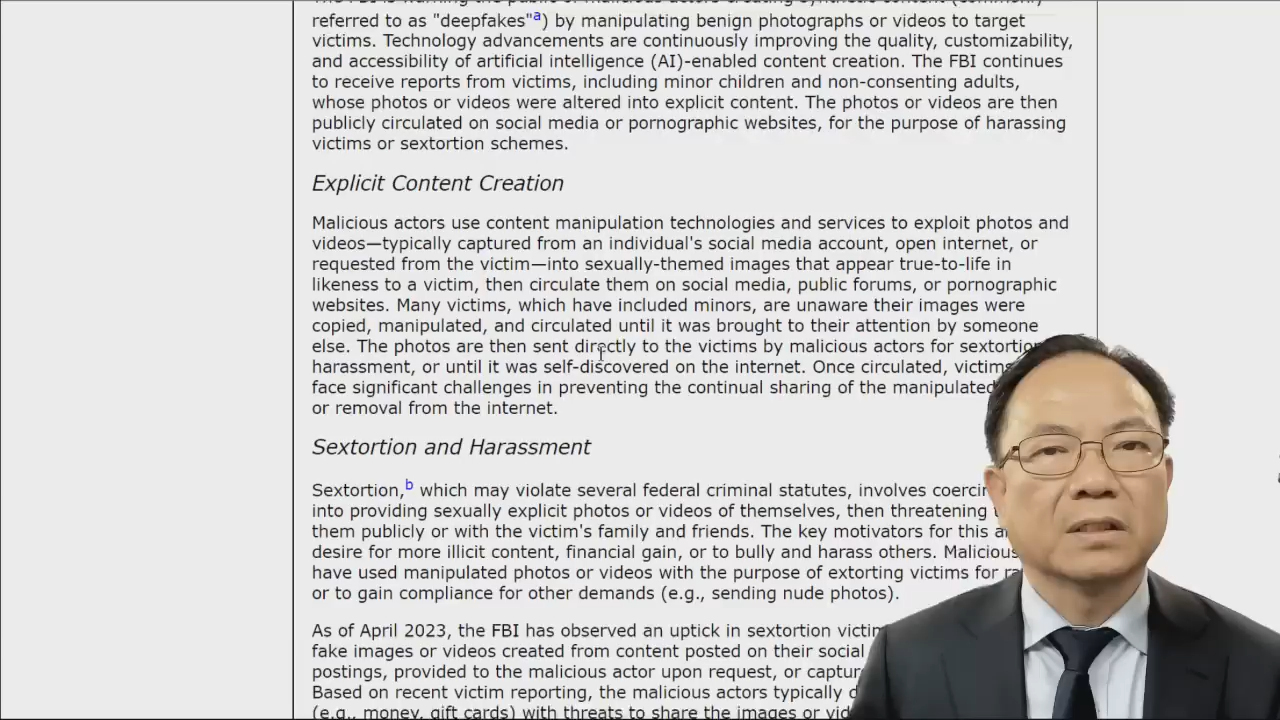 referred to as "deepfakes"a) by manipulating benign photographs or videos to target
victims. Technology advancements are continuously improving the quality, customizability,
and accessibility of artificial intelligence (AI)-enabled content creation. The FBI continues
to receive reports from victims, including minor children and non-consenting adults,
whose photos or videos were altered into explicit content. The photos or videos are then
publicly circulated on social media or pornographic websites, for the purpose of harassing
victims or sextortion schemes.
Explicit Content Creation
Malicious actors use content manipulation technologies and services to exploit photos and
videos—typically captured from an individual's social media account, open internet, or
requested from the victim—into sexually-themed images that appear true-to-life in
likeness to a victim, then circulate them on social media, public forums, or pornographic
websites. Many victims, which have included minors, are unaware their images were
copied, manipulated, and circulated until it was brought to their attention by someone
else. The photos are then sent directly to the victims by malicious actors for sextortion
harassment, or until it was self-discovered on the internet. Once circulated, victims
face significant challenges in preventing the continual sharing of the manipulated
or removal from the internet.
Sextortion and Harassment
Sextortion,b which may violate several federal criminal statutes, involves
into providing sexually explicit photos or videos of themselves, then threatening
them publicly or with the victim's family and friends. The key motivators for this
desire for more illicit content, financial gain, or to bully and harass others. Malicious
have used manipulated photos or videos with the purpose of extorting victims for
or to gain compliance for other demands (e.g., sending nude photos).
As of April 2023, the FBI has observed an uptick in sextortion
fake images or videos created from content posted on their social
postings, provided to the malicious actor upon request, or
Based on recent victim reporting, the malicious actors typically
(e.g., money, gift cards) with threats to share the images or